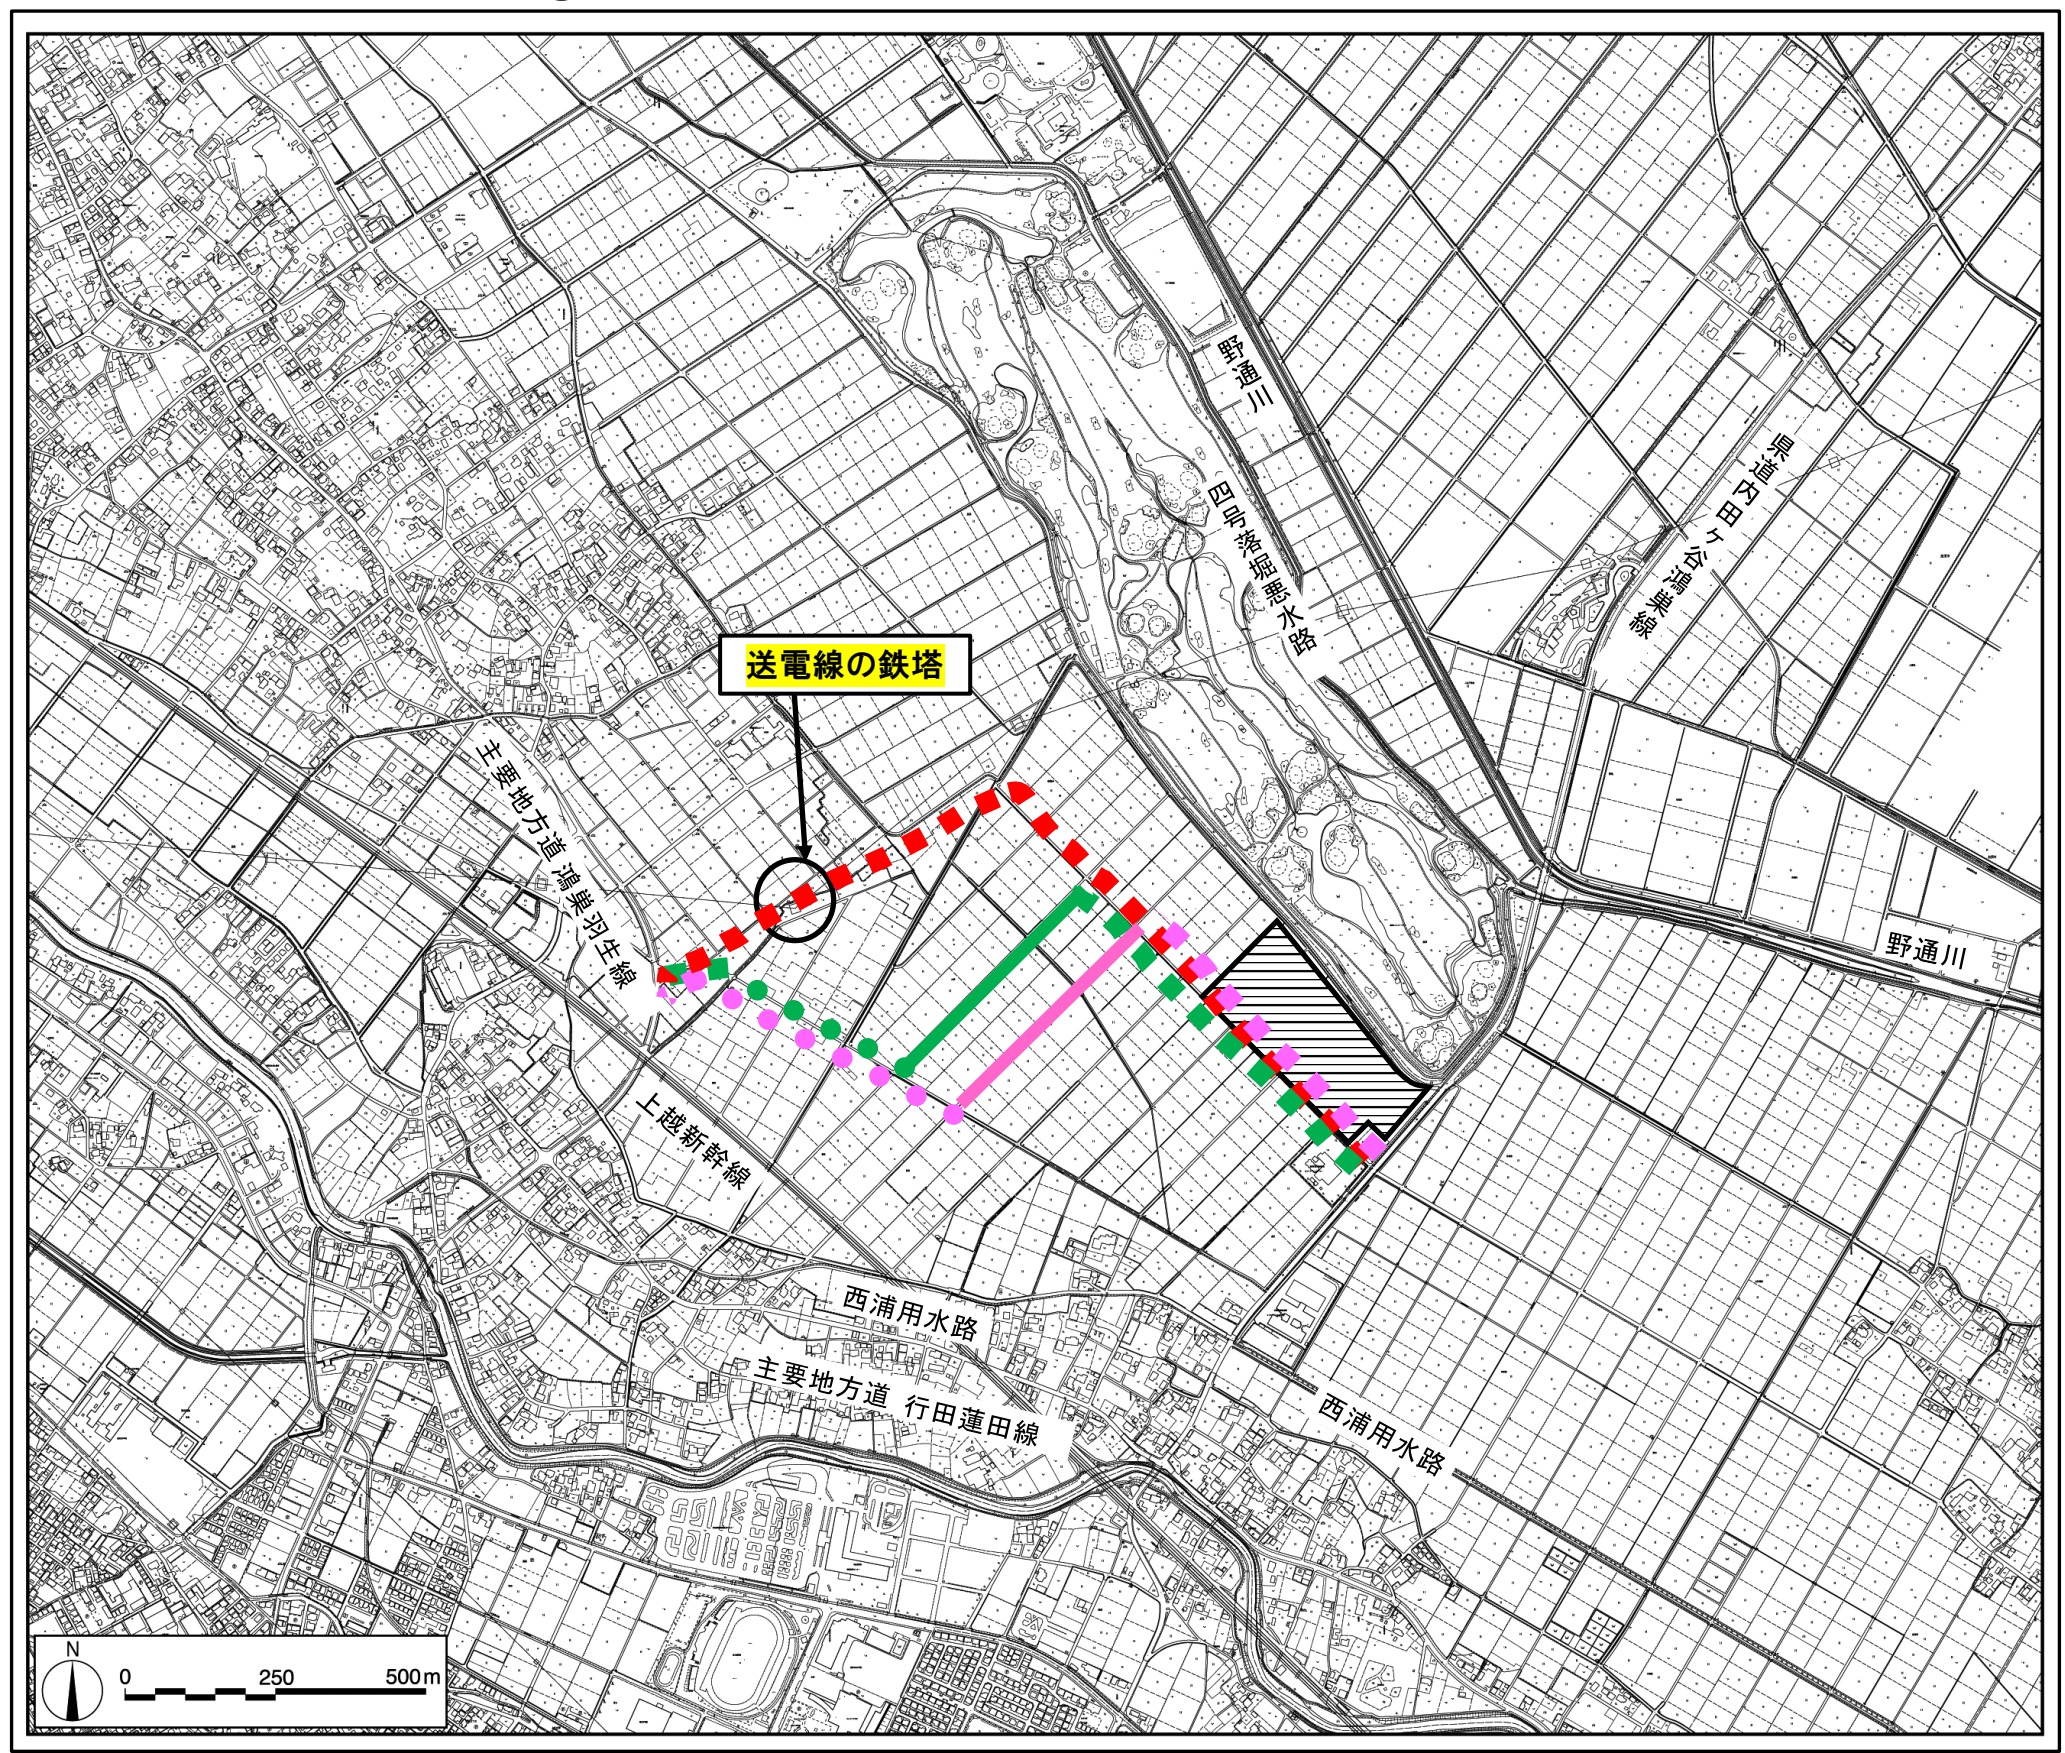 野通川
県道内田ヶ谷鴻巣線
四号落堀悪水路
送電線の鉄塔
主要地方道 鴻巣羽生線
野通川
上越新幹線
西浦用水路
主要地方道 行田蓮田線
西浦用水路
N
0 250 500m